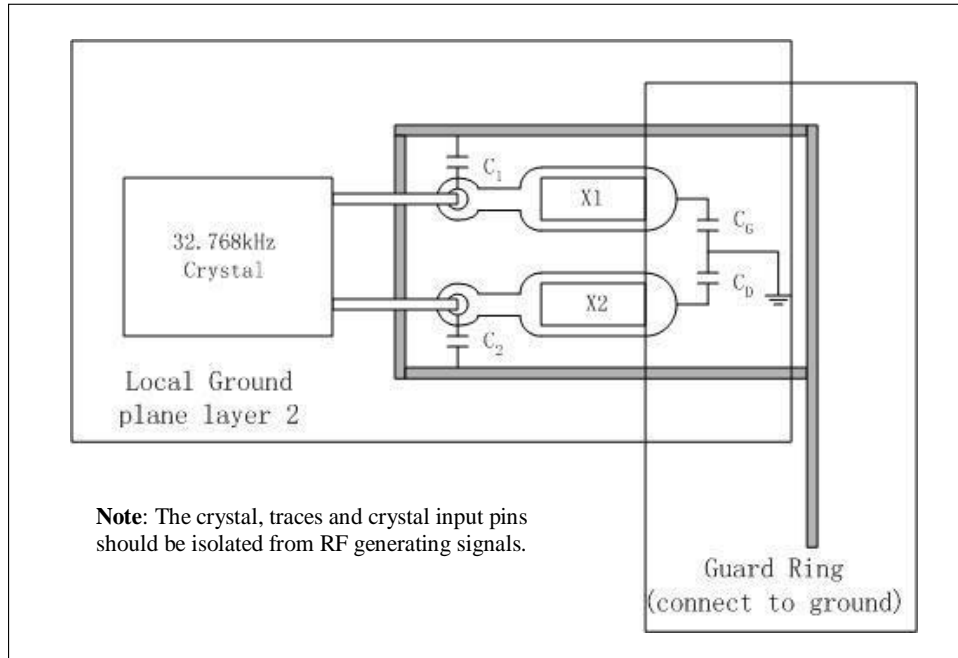 C1
X1
CG
32.768kHz
Crystal
CD
X2
C2
Local Ground
plane layer 2
Note: The crystal, traces and crystal input pins
should be isolated from RF generating signals.
Guard Ring
(connect to ground)